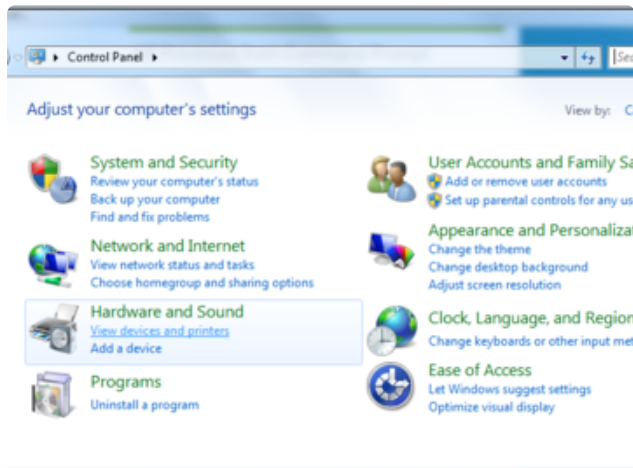 Control Panel
Adjust your computer's settings
View by:
System and Security
Review your computer's status
Back up your computer
Find and fix problems
Network and Internet
View network status and tasks
Choose homegroup and sharing options
Hardware and Sound
View devices and printers
Add a device
Programs
Uninstall a program
User Accounts and Family
Add or remove user accounts
Set up parental controls for any
Appearance and
Change the theme
Change desktop background
Adjust screen resolution
Clock, Language, and Region
Change keyboards or other input
Ease of Access
Let Windows suggest settings
Optimize visual display